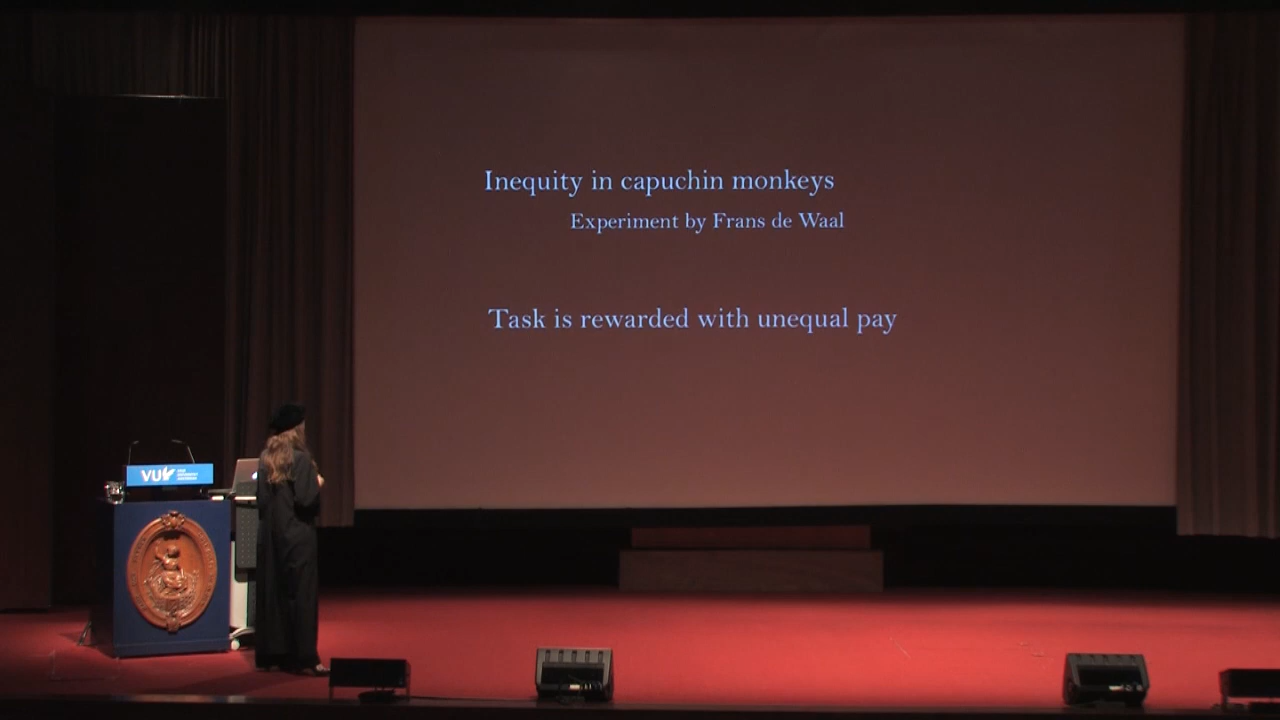 Inequity in capuchin monkeys
Experiment by Frans de Waal
Task is rewarded with unequal pay
VU